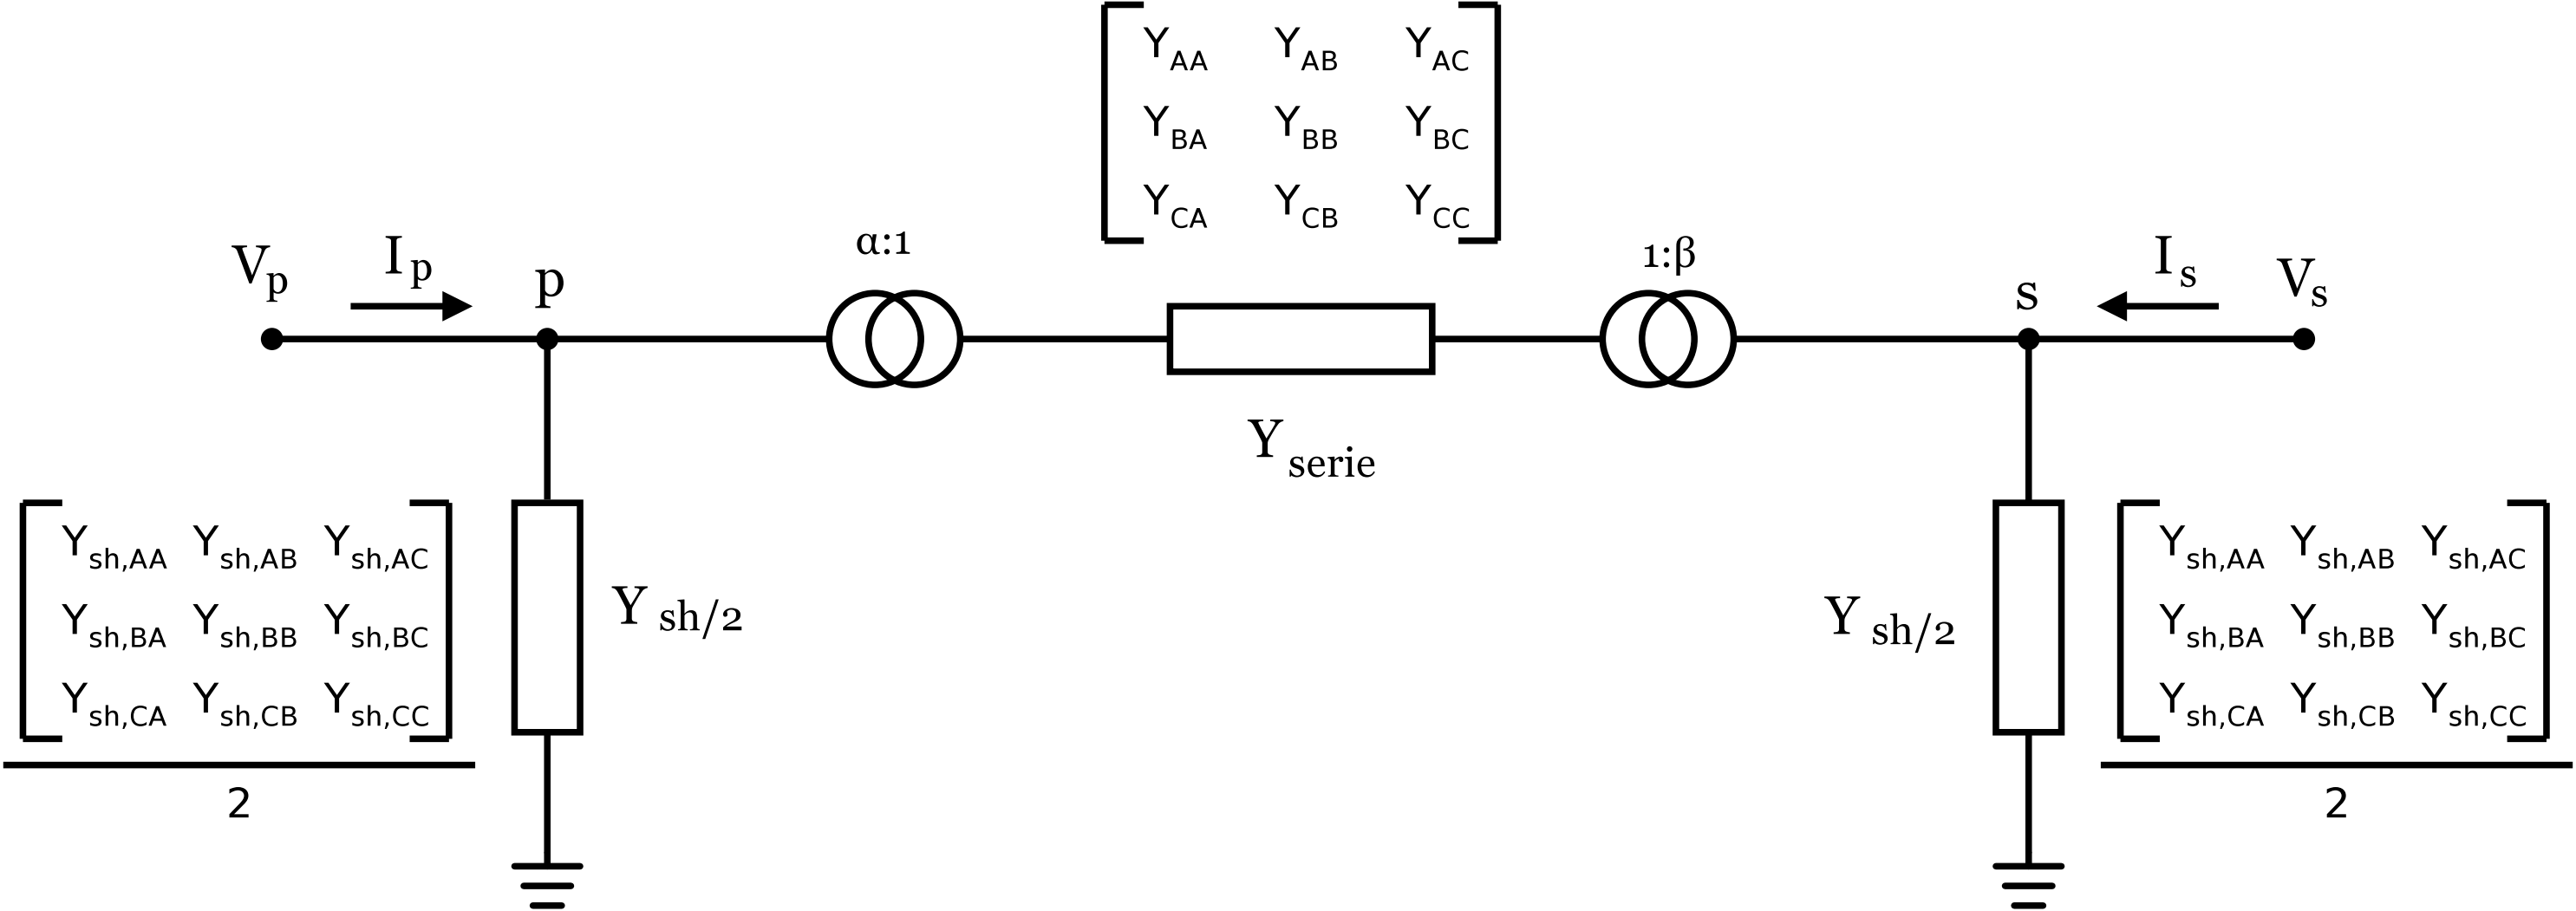 Y_AA Y_AB Y_AC
Y_BA Y_BB Y_BC
Y_CA Y_CB Y_CC
V_p
I_p
p
α:1
1:β
s
I_s
V_s
Y_serie
Y_sh,AA Y_sh,AB Y_sh,AC
Y_sh,BA Y_sh,BB Y_sh,BC
Y_sh,CA Y_sh,CB Y_sh,CC
2
Y_sh/2
Y_sh/2
Y_sh,AA Y_sh,AB Y_sh,AC
Y_sh,BA Y_sh,BB Y_sh,BC
Y_sh,CA Y_sh,CB Y_sh,CC
2